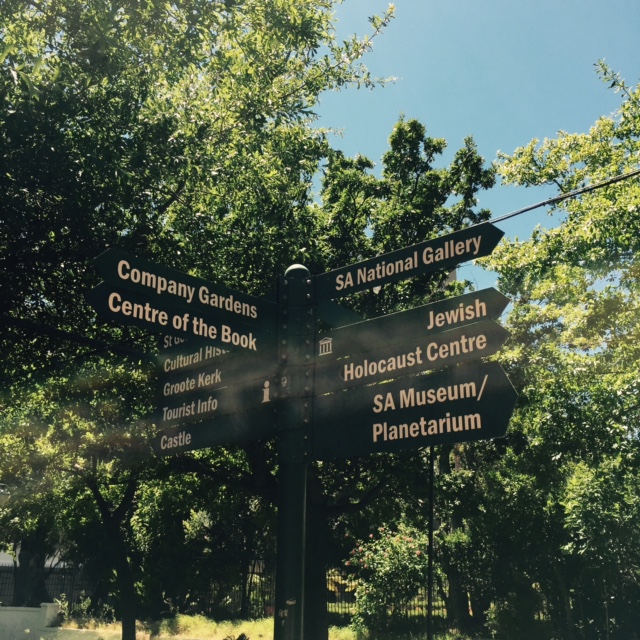 Company Gardens
Centre of the Book
Cultural
Groote Kerk
Tourist Info
i
Castle
SA National Gallery
Jewish
Holocaust Centre
SA Museum/
Planetarium